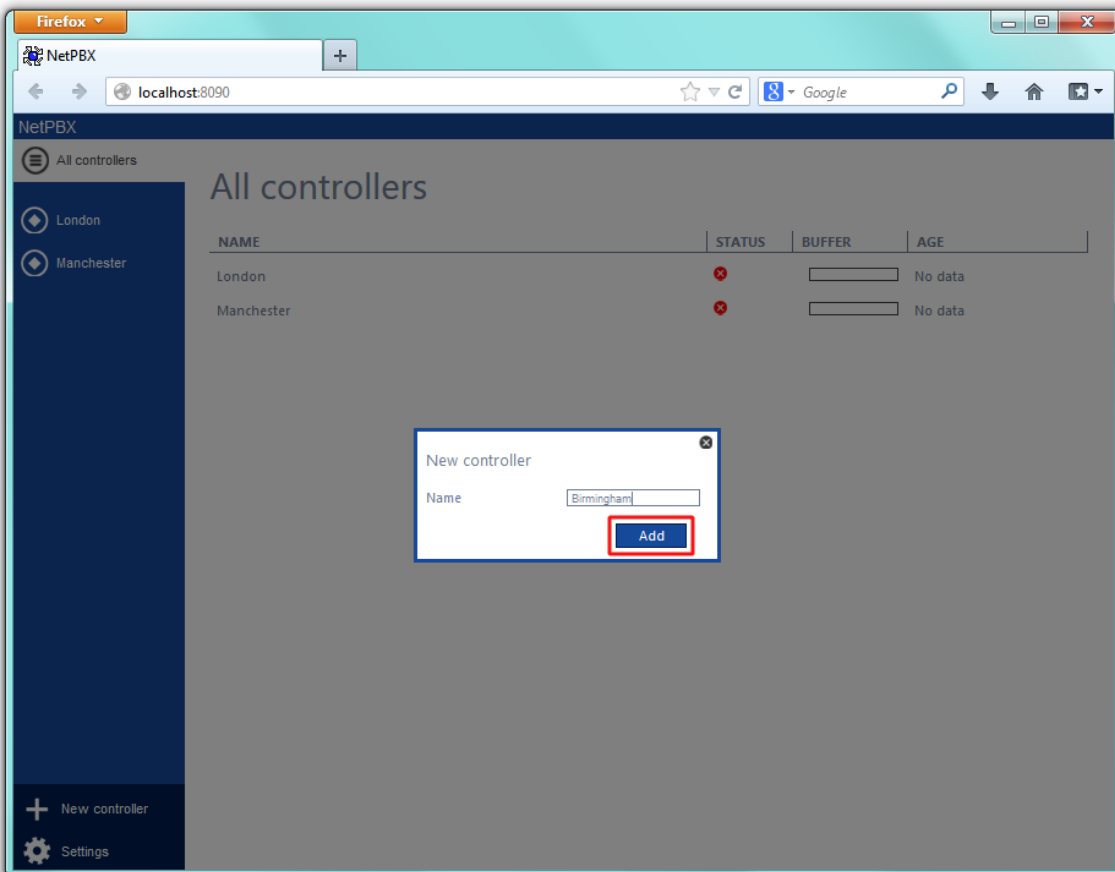 Firefox
NetPBX
localhost:8090
Google
NetPBX
All controllers
London
Manchester
All controllers
NAME STATUS BUFFER AGE
London No data
Manchester No data
New controller
Name Birmingham
Add
New controller
Settings